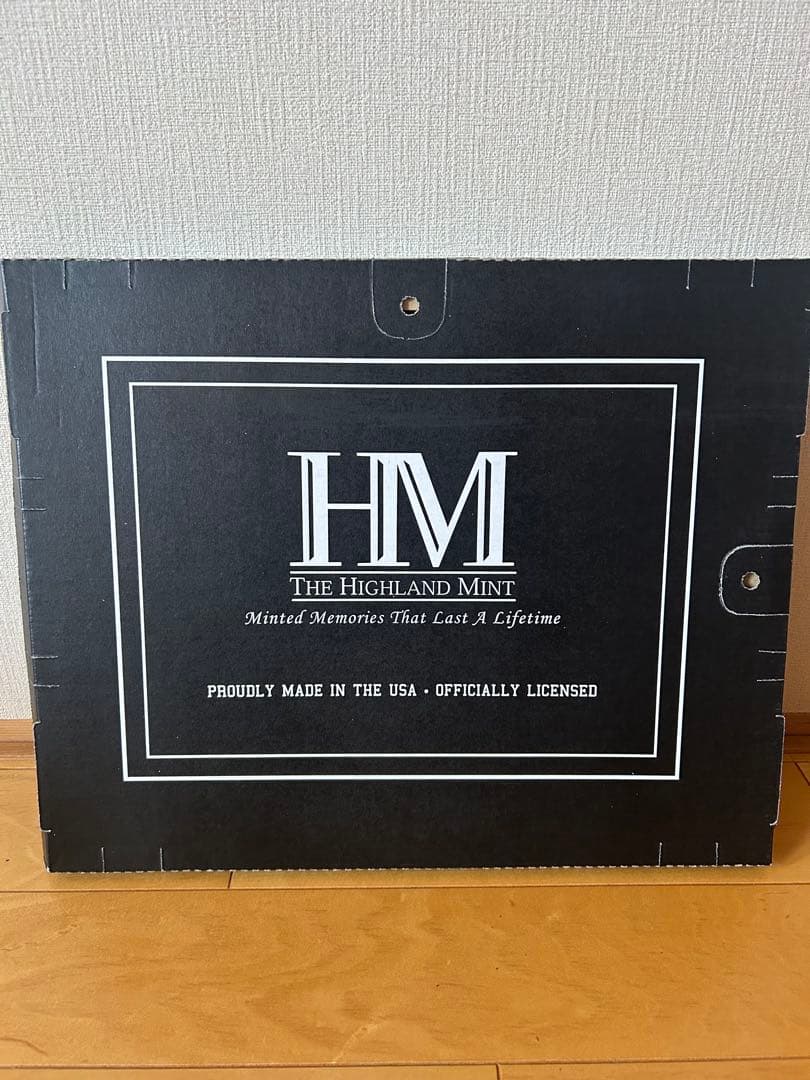 HM
THE HIGHLAND MINT
Minted Memories That Last A Lifetime
PROUDLY MADE IN THE USA • OFFICIALLY LICENSED